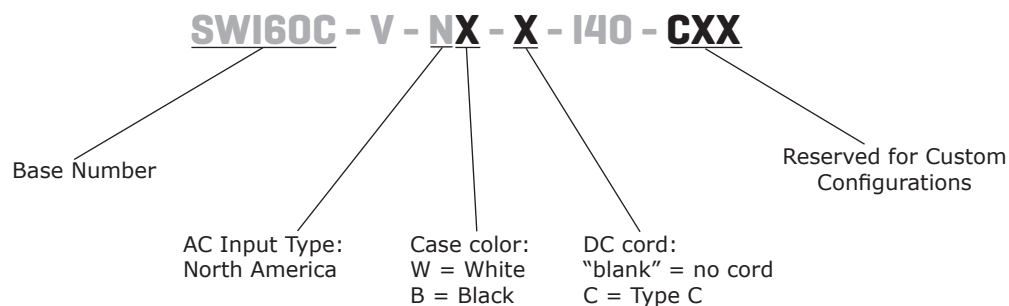 SWI60C - V - NX - X - I40 - CXX
Base Number
Reserved for Custom
Configurations
AC Input Type:
North America
Case color:
W = White
B = Black
DC cord:
“blank” = no cord
C = Type C